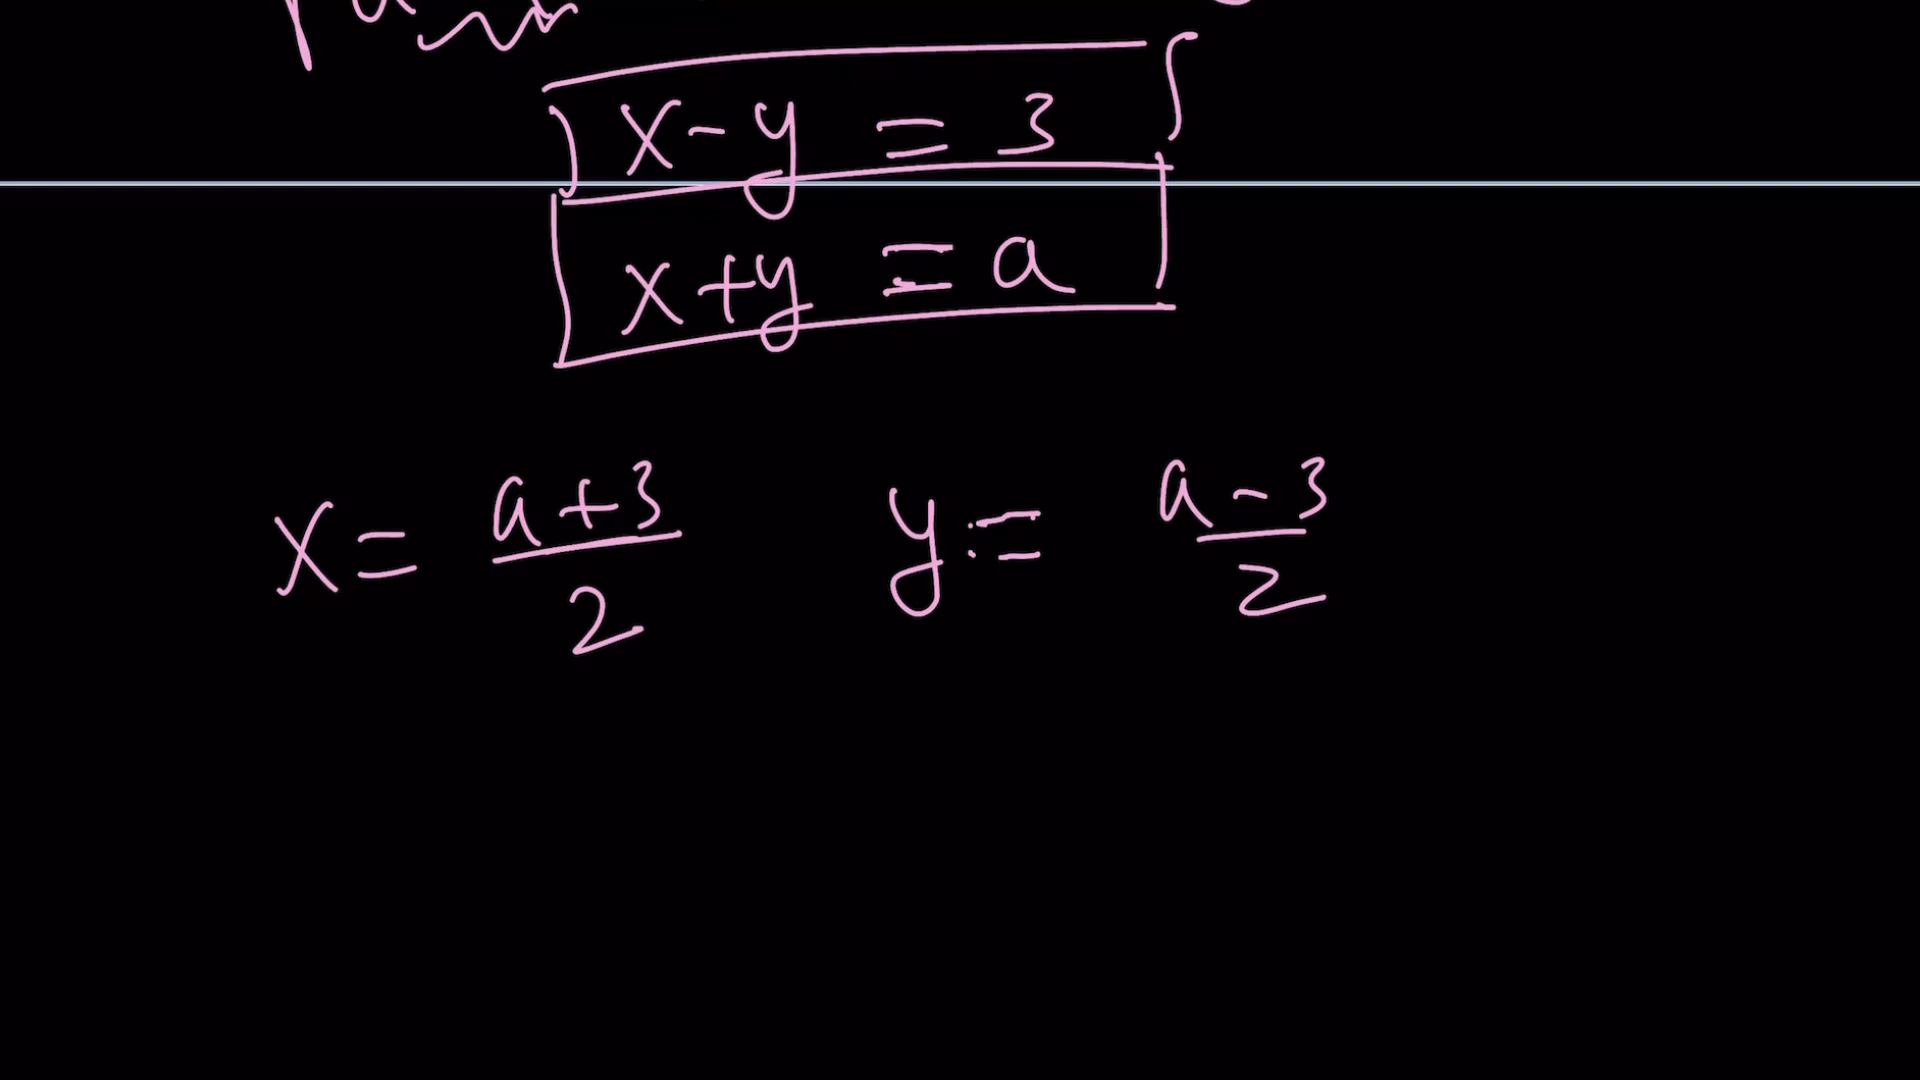 x-y = 3
x+y = a
x = a+3/2 y = a-3/2